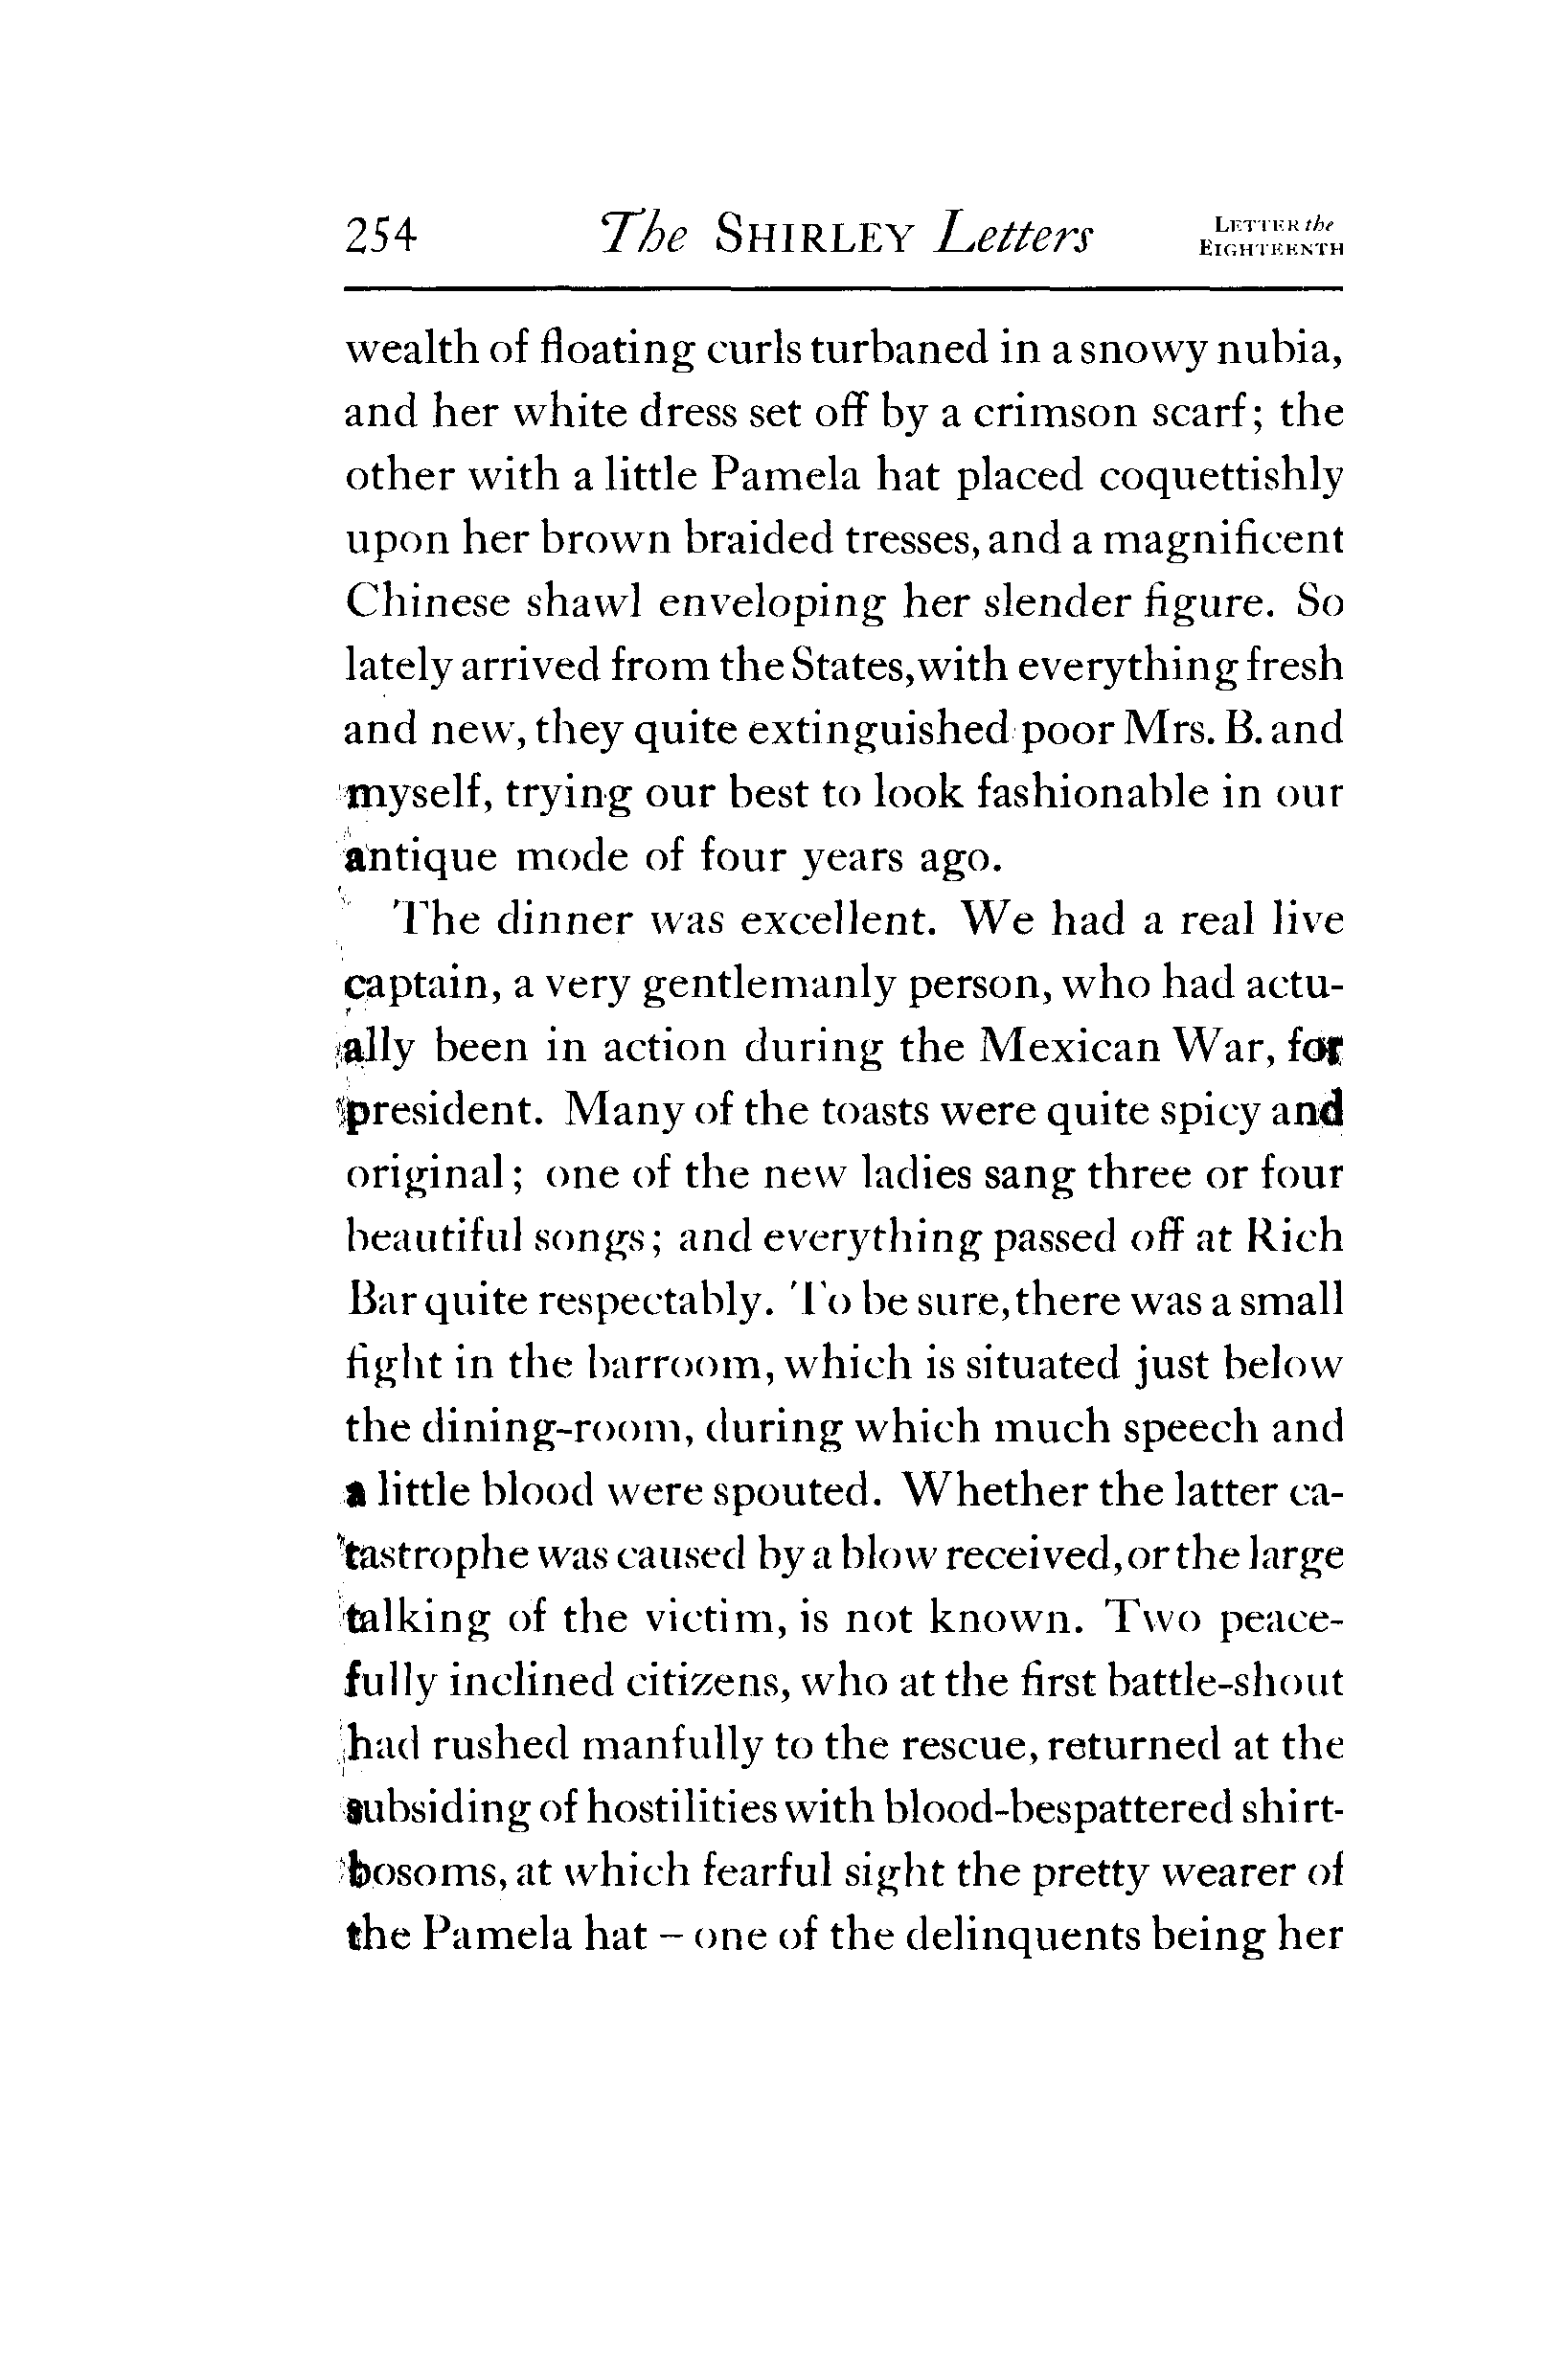 254 The SHIRLEY Letters LETTER the EIGHTEENTH
wealth of floating curls turbaned in a snowy nubia,
and her white dress set off by a crimson scarf; the
other with a little Pamela hat placed coquettishly
upon her brown braided tresses, and a magnificent
Chinese shawl enveloping her slender figure. So
lately arrived from the States, with everything fresh
and new, they quite extinguished poor Mrs. B. and
myself, trying our best to look fashionable in our
antique mode of four years ago.
The dinner was excellent. We had a real live
captain, a very gentlemanly person, who had actu-
ally been in action during the Mexican War, for
president. Many of the toasts were quite spicy and
original; one of the new ladies sang three or four
beautiful songs; and everything passed off at Rich
Bar quite respectably. To be sure, there was a small
fight in the barroom, which is situated just below
the dining-room, during which much speech and
a little blood were spouted. Whether the latter ca-
tastrophe was caused by a blow received, or the large
talking of the victim, is not known. Two peace-
fully inclined citizens, who at the first battle-shout
had rushed manfully to the rescue, returned at the
subsiding of hostilities with blood-bespattered shirt-
bosoms, at which fearful sight the pretty wearer of
the Pamela hat – one of the delinquents being her